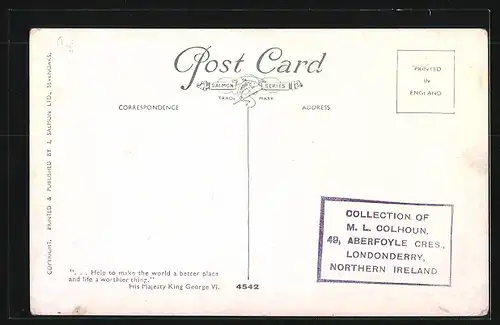 Post Card
SALMON SERIES
TRADE MARK
CORRESPONDENCE
ADDRESS
PRINTED
IN
ENGLAND
COPYRIGHT. PRINTED & PUBLISHED BY J. SALMON LTD., SEVENOAKS.
COLLECTION OF
M. L. COLHOUN,
49, ABERFOYLE CRES.,
LONDONDERRY,
NORTHERN IRELAND
". . . Help to make the world a better place
and life a worthier thing."
His Majesty King George VI.
4542